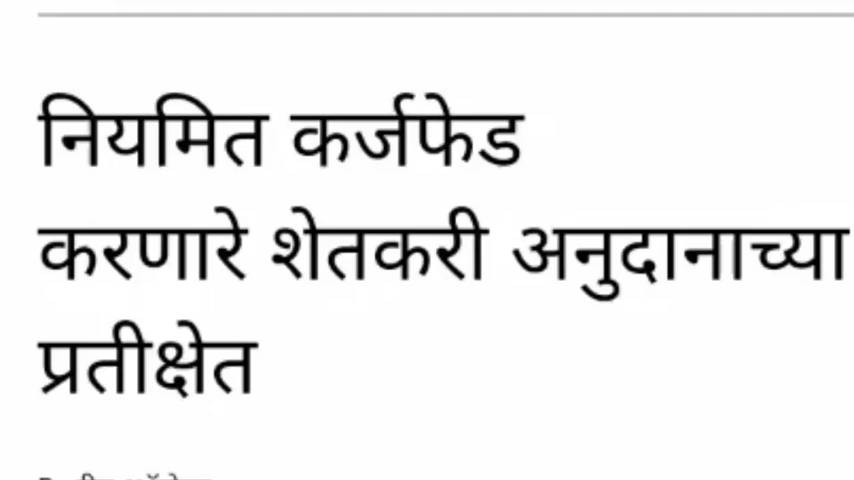 नियमित कर्जफेड
करणारे शेतकरी अनुदानाच्या
प्रतीक्षेत